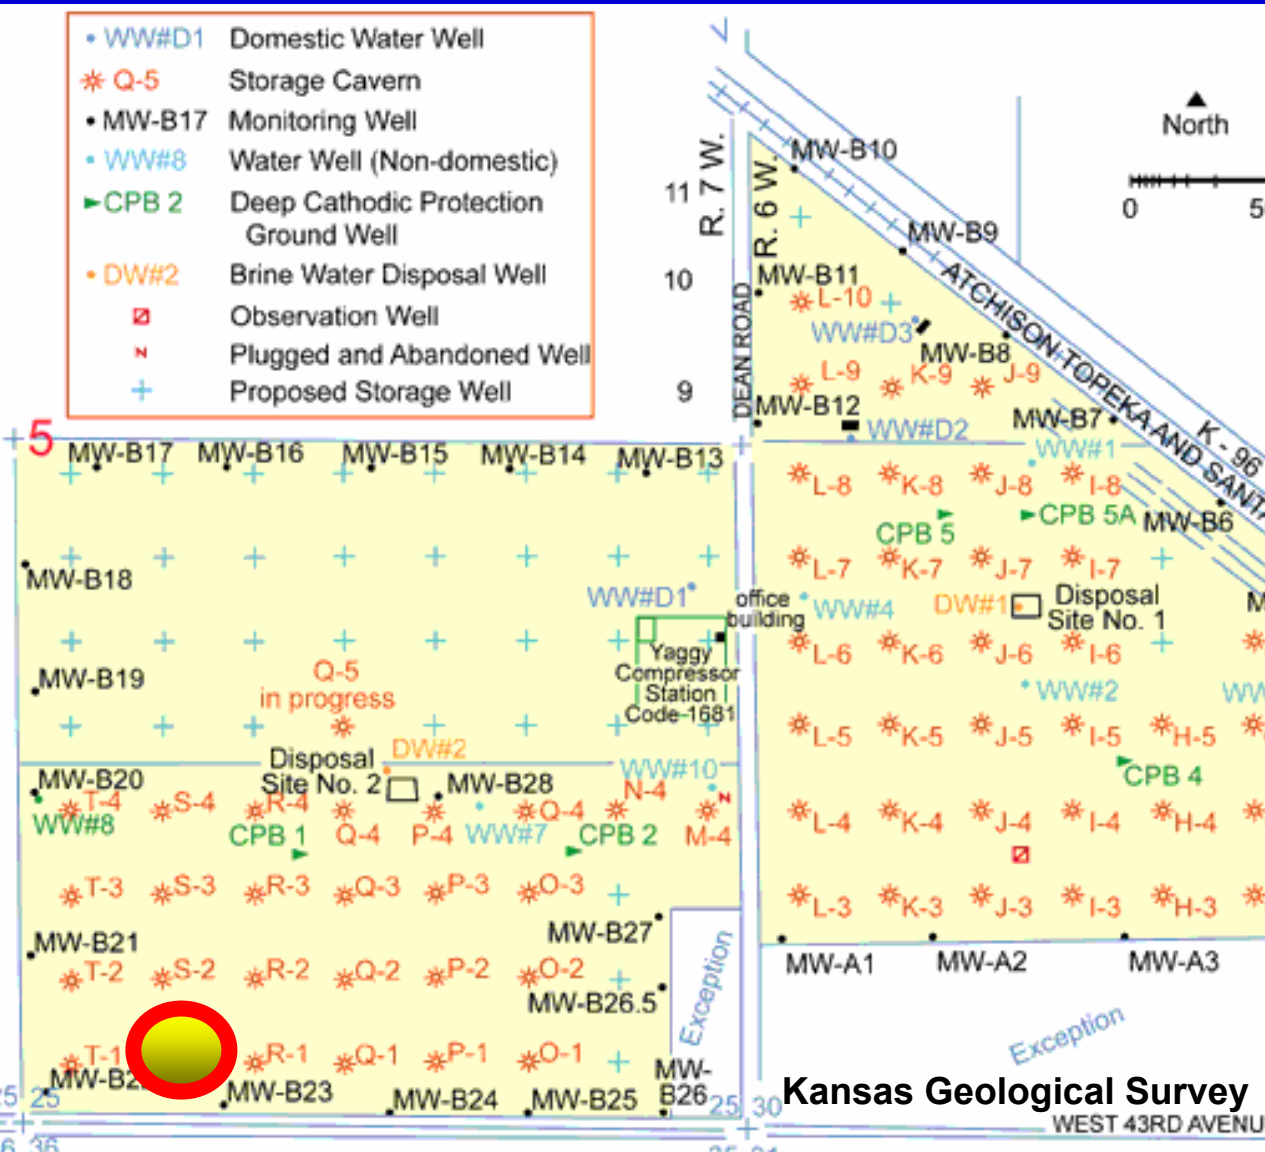 WW#D1 Domestic Water Well
Q-5 Storage Cavern
MW-B17 Monitoring Well
WW#8 Water Well (Non-domestic)
CPB 2 Deep Cathodic Protection
Ground Well
DW#2 Brine Water Disposal Well
Observation Well
N Plugged and Abandoned Well
Proposed Storage Well
North
0
11
10
9
R. 7 W.
R. 6 W.
DEAN ROAD
MW-B10
MW-B9
MW-B11
L-10
WW#D3
MW-B8
ATCHISON TOPEKA AND
K - 96
L-9 K-9 J-9
MW-B12
WW#D2
MW-B7
WW#1
5
MW-B17 MW-B16 MW-B15 MW-B14 MW-B13
L-8 K-8 J-8 I-8
CPB 5
CPB 5A
MW-B6
MW-B18
L-7 K-7 J-7 I-7
WW#D1
office
building
WW#4
DW#1
Disposal
Site No. 1
Yaggy
Compressor
Station
Code-1681
L-6 K-6 J-6 I-6
MW-B19
Q-5
in progress
WW#2
L-5 K-5 J-5 I-5 H-5
Disposal
Site No. 2
DW#2
WW#10
CPB 4
MW-B20
MW-B28
T-4 S-4 R-4 Q-4 P-4 Q-4 N-4 M-4
N
WW#8
CPB 1
WW#7
CPB 2
L-4 K-4 J-4 I-4 H-4
T-3 S-3 R-3 Q-3 P-3 O-3
L-3 K-3 J-3 I-3 H-3
MW-B27
MW-B21
Exception
MW-A1 MW-A2 MW-A3
T-2 S-2 R-2 Q-2 P-2 O-2
MW-B26.5
Exception
T-1 R-1 Q-1 P-1 O-1
MW-B23 MW-B24 MW-B25
MW-
B26
25 25
25 30
Kansas Geological Survey
WEST 43RD
36